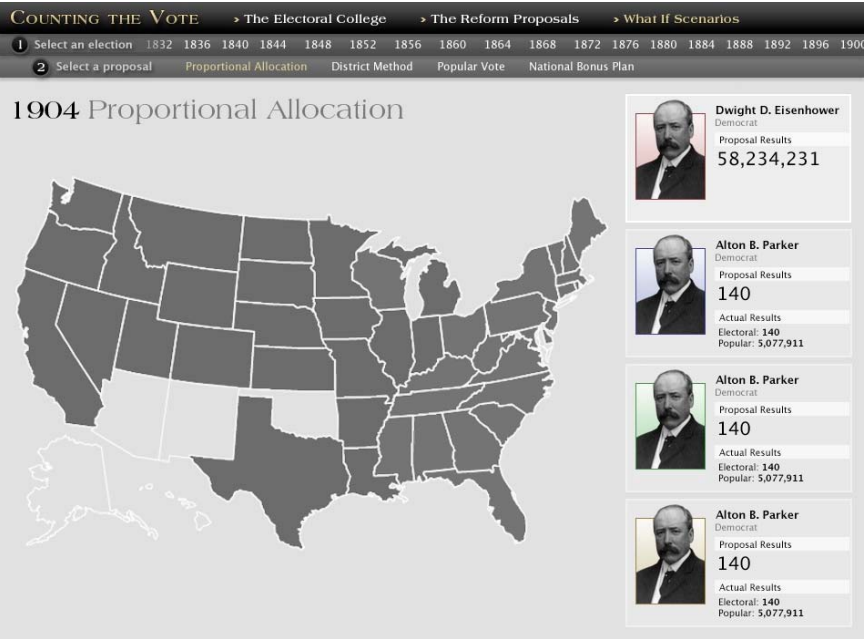 COUNTING THE VOTE
› The Electoral College
› The Reform Proposals
› What If Scenarios
1 Select an election 1832 1836 1840 1844 1848 1852 1856 1860 1864 1868 1872 1876 1880 1884 1888 1892 1896 1900
2 Select a proposal Proportional Allocation District Method Popular Vote National Bonus Plan
1904 Proportional Allocation
Dwight D. Eisenhower
Democrat
Proposal Results
58,234,231
Alton B. Parker
Democrat
Proposal Results
140
Actual Results
Electoral: 140
Popular: 5,077,911
Alton B. Parker
Democrat
Proposal Results
140
Actual Results
Electoral: 140
Popular: 5,077,911
Alton B. Parker
Democrat
Proposal Results
140
Actual Results
Electoral: 140
Popular: 5,077,911